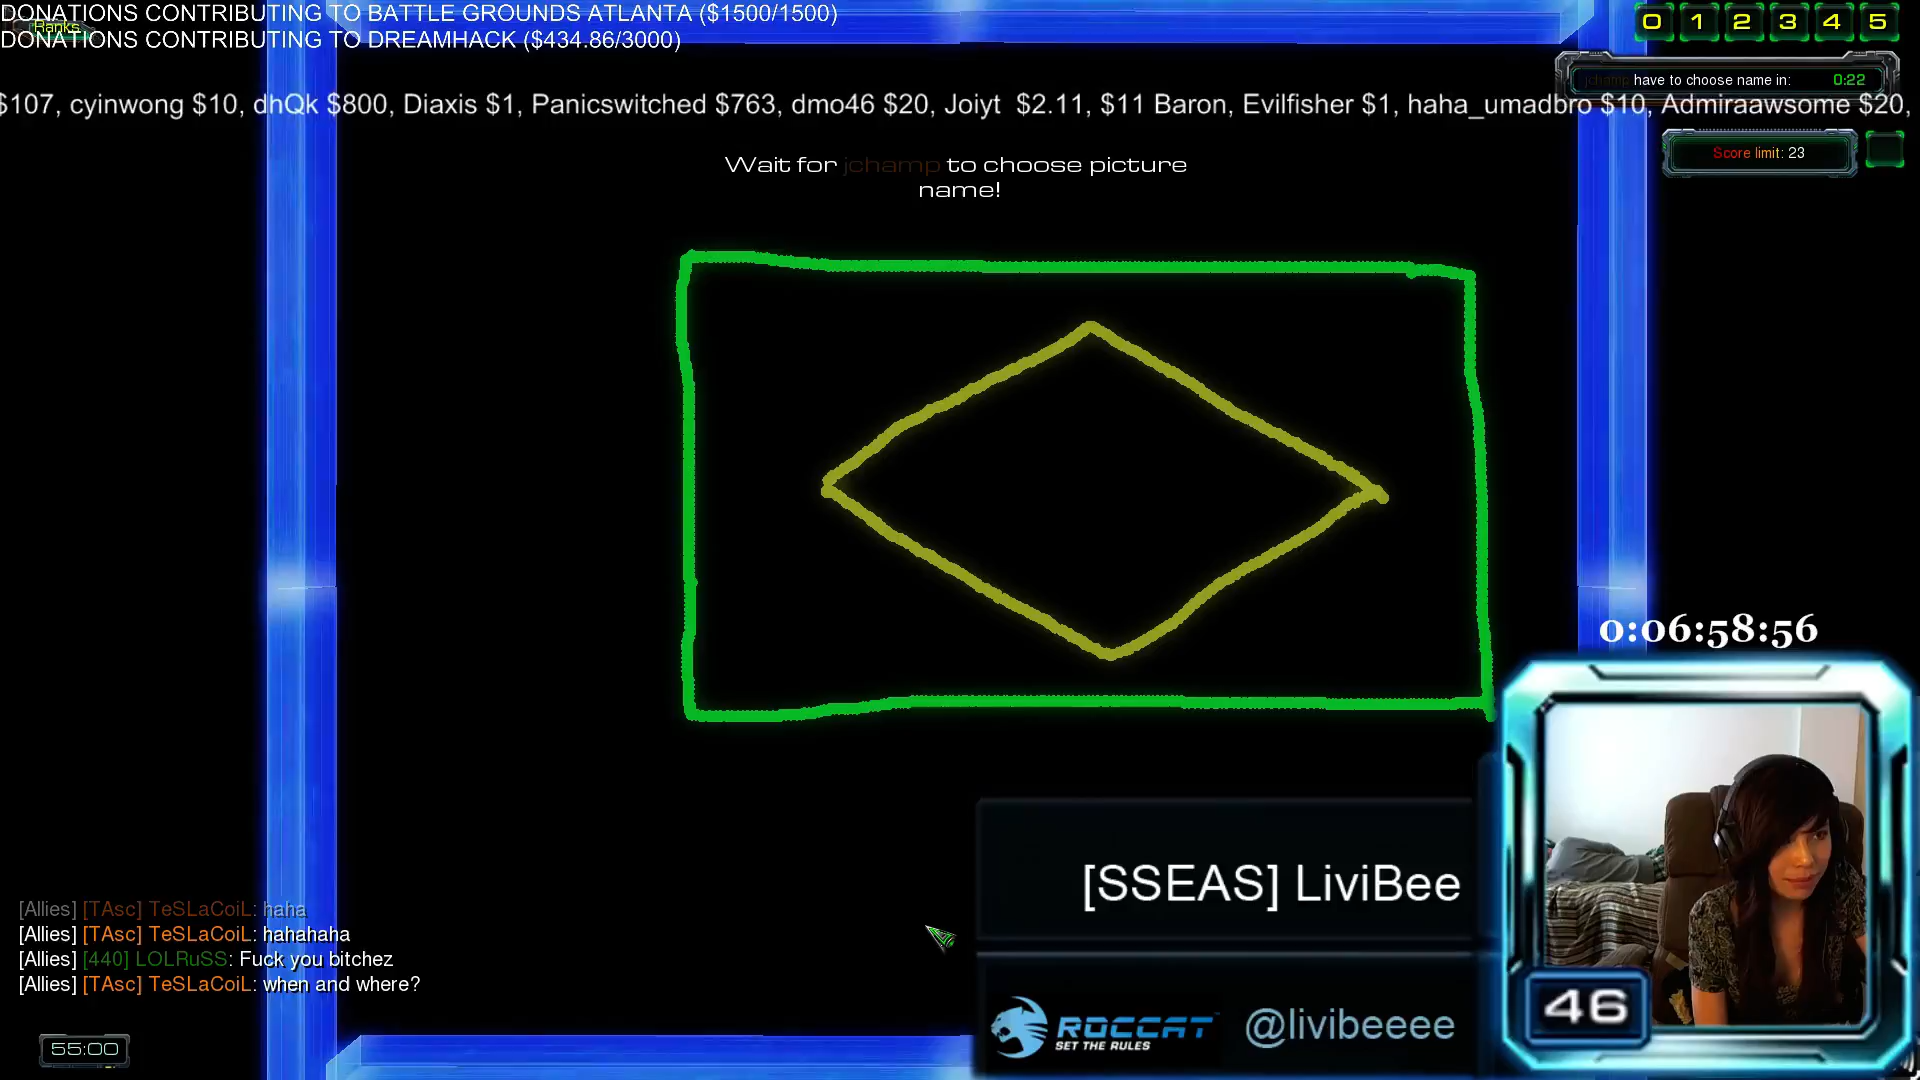 DONATIONS CONTRIBUTING TO BATTLE GROUNDS ATLANTA ($1500/1500)
Ranks
DONATIONS CONTRIBUTING TO DREAMHACK ($434.86/3000)
0 1 2 3 4 5
jchamp have to choose name in: 0:22
$107, cyinwong $10, dhQk $800, Diaxis $1, Panicswitched $763, dmo46 $20, Joiyt $2.11, $11 Baron, Evilfisher $1, haha_umadbro $10, Admiraawsome $20,
Score limit: 23
Wait for jchamp to choose picture
name!
0:06:58:56
[SSEAS] LiviBee
[Allies] [TAsc] TeSLaCoiL: haha
[Allies] [TAsc] TeSLaCoiL: hahahaha
[Allies] [440] LOLRuSS: Fuck you bitchez
[Allies] [TAsc] TeSLaCoiL: when and where?
46
ROCCAT
SET THE RULES
@livibeeee
55:00